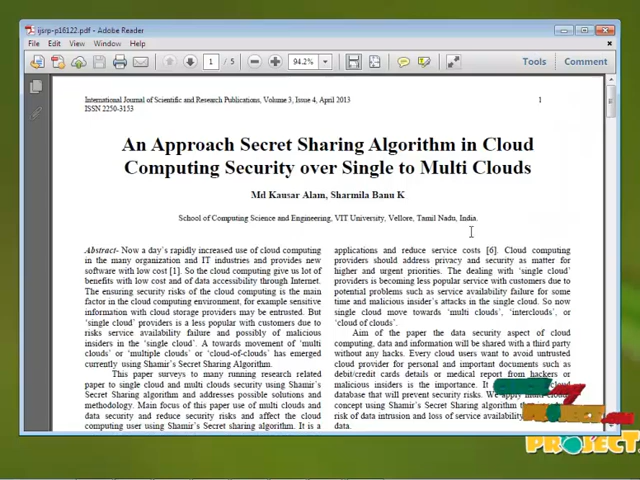 ijsrp-p16122.pdf - Adobe Reader
File Edit View Window Help
1 / 5 94.2% Tools Comment
International Journal of Scientific and Research Publications, Volume 3, Issue 4, April 2013 1
ISSN 2250-3153
An Approach Secret Sharing Algorithm in Cloud
Computing Security over Single to Multi Clouds
Md Kausar Alam, Sharmila Banu K
School of Computing Science and Engineering, VIT University, Vellore, Tamil Nadu, India.
Abstract- Now a day's rapidly increased use of cloud computing
in the many organization and IT industries and provides new
software with low cost [1]. So the cloud computing give us lot of
benefits with low cost and of data accessibility through Internet.
The ensuring security risks of the cloud computing is the main
factor in the cloud computing environment, for example sensitive
information with cloud storage providers may be untrusted. But
'single cloud' providers is a less popular with customers due to
risks service availability failure and possibly of malicious
insiders in the 'single cloud'. A towards movement of 'multi
clouds' or 'multiple clouds' or 'cloud-of-clouds' has emerged
currently using Shamir's Secret Sharing Algorithm.
This paper surveys to many running research related
paper to single cloud and multi clouds security using Shamir's
Secret Sharing algorithm and addresses possible solutions and
methodology. Main focus of this paper use of multi clouds and
data security and reduce security risks and affect the cloud
computing user using Shamir's Secret sharing algorithm. It is a
applications and reduce service costs [6]. Cloud computing
providers should address privacy and security as matter for
higher and urgent priorities. The dealing with 'single cloud'
providers is becoming less popular service with customers due to
potential problems such as service availability failure for some
time and malicious insider's attacks in the single cloud. So now
single cloud move towards 'multi clouds', 'interclouds', or
'cloud of clouds'.
Aim of the paper the data security aspect of cloud
computing, data and information will be shared with a third party
without any hacks. Every cloud users want to avoid untrusted
cloud provider for personal and important documents such as
debit/credit cards details or medical report from hackers or
malicious insiders is the importance. It cloud
database that will prevent security risks. We apply multi
concept using Shamir's Secret Sharing algorithm
risk of data intrusion and loss of service
data.
PROJECT